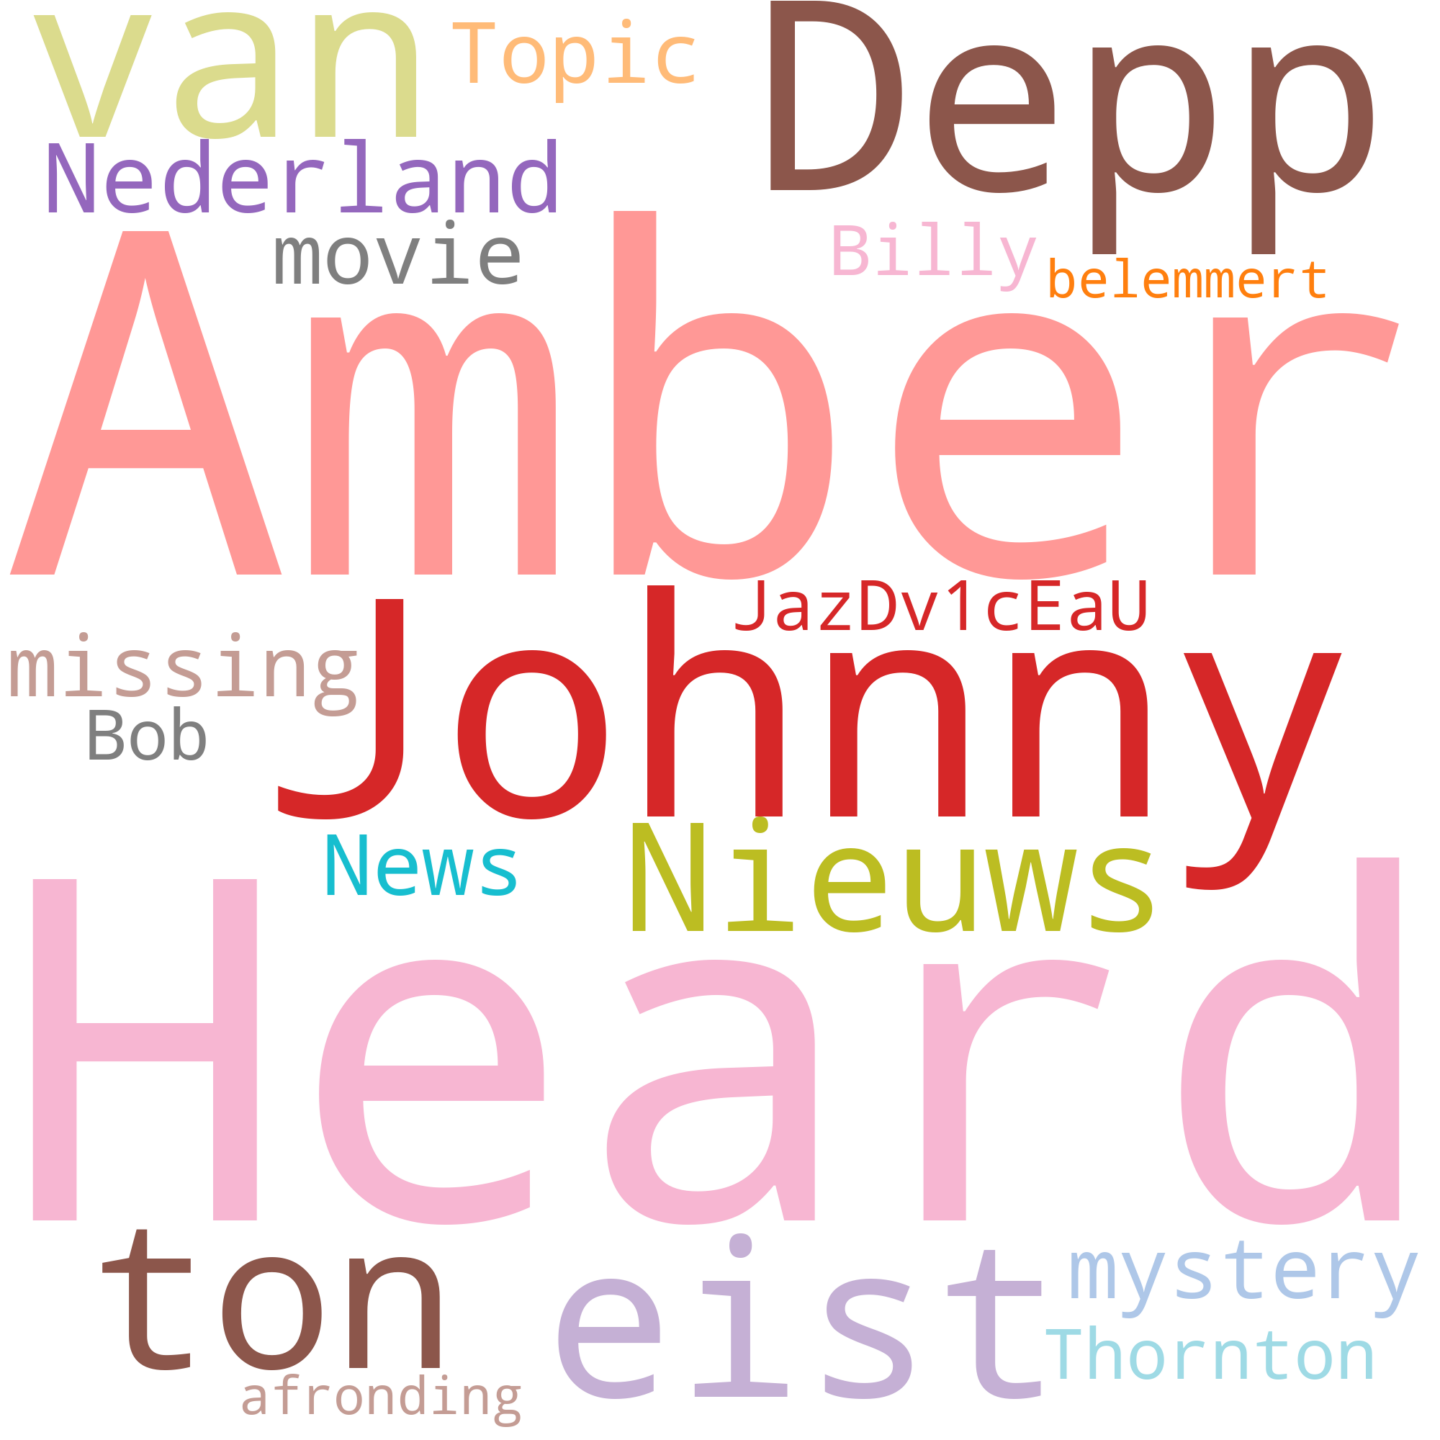 van Topic Depp
Nederland
movie Billy
belemmert
Amber
JazDv1cEaU
missing Johnny
Bob
News Nieuws
Heard
ton eist mystery
Thornton
afronding